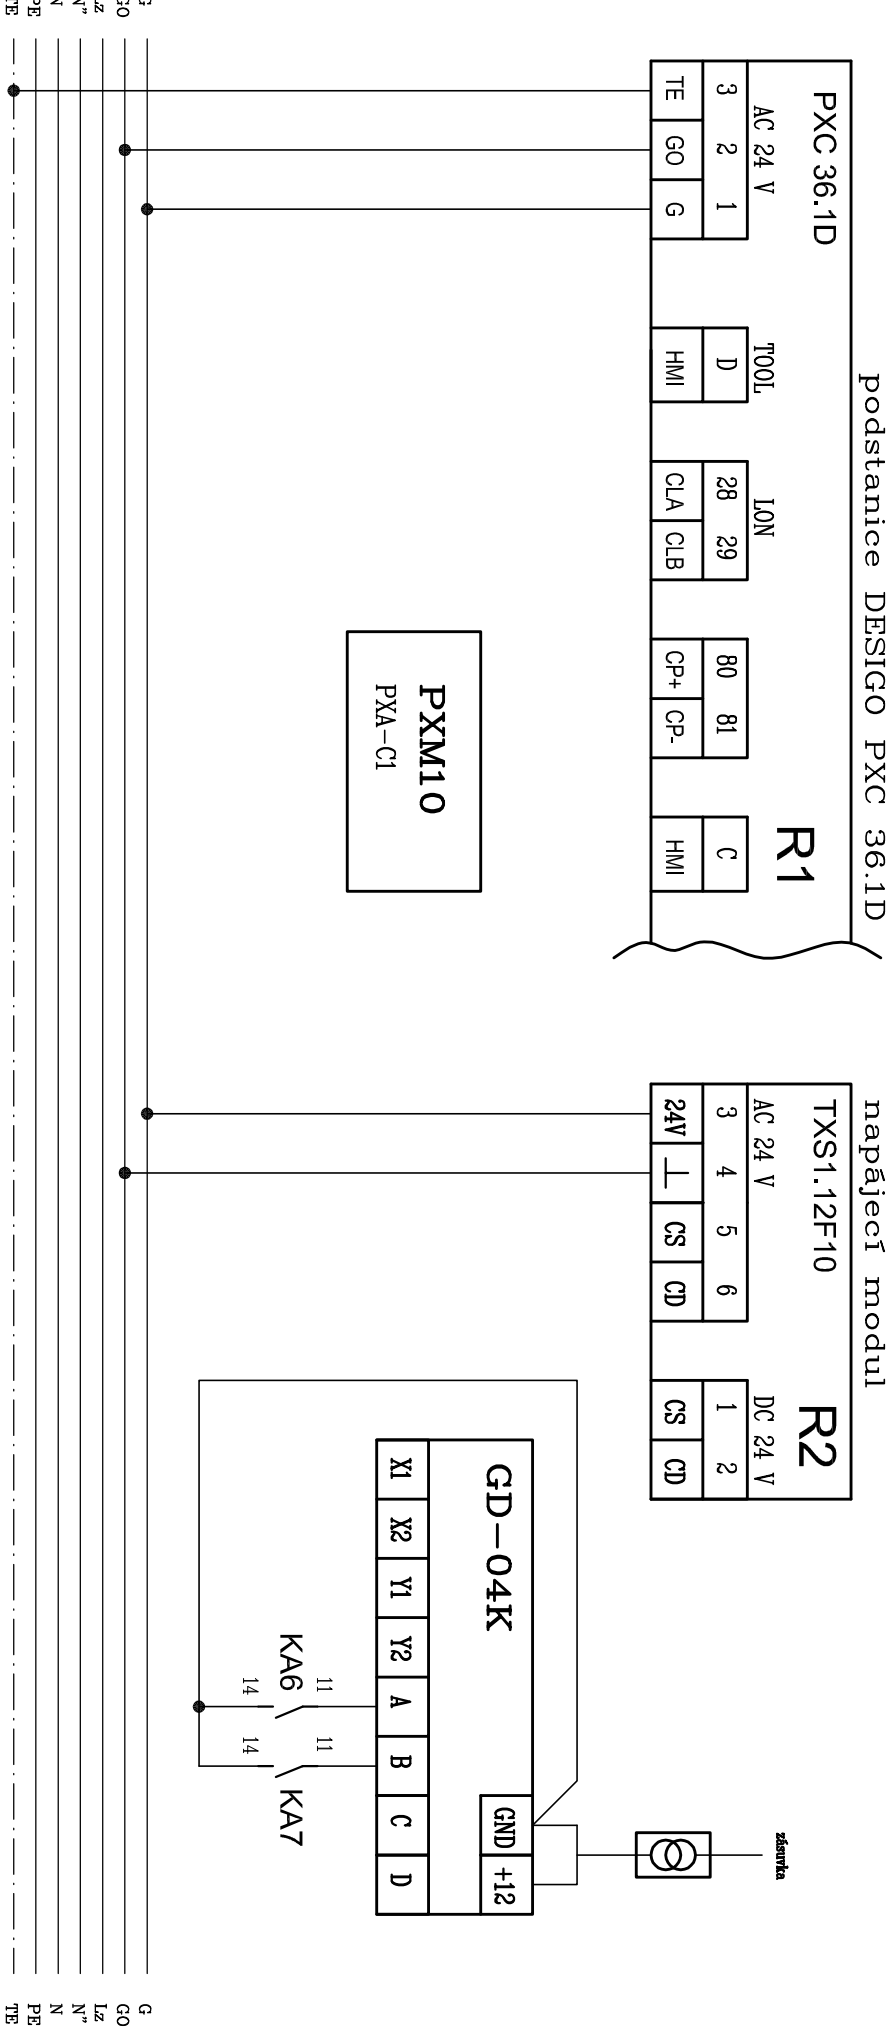 podstanice DESIGO PXC 36.1D
PXC 36.1D
R1
AC 24 V
TOOL
LON
3 2 1
D
28 29
80 81
C
TE GO G
HMI
CLA CLB
CP+ CP-
HMI
PXM10
PXA-C1
napájecí modul
TXS1.12F10
R2
AC 24 V
DC 24 V
3 4 5 6
1 2
24V ⊥ CS CD
CS CD
zásuvka
GD-04K
GND +12
X1 X2 Y1 Y2 A B C D
11 11
KA6 KA7
14 14
G
GO
Lz
N"
N
PE
TE
G
GO
Lz
N"
N
PE
TE